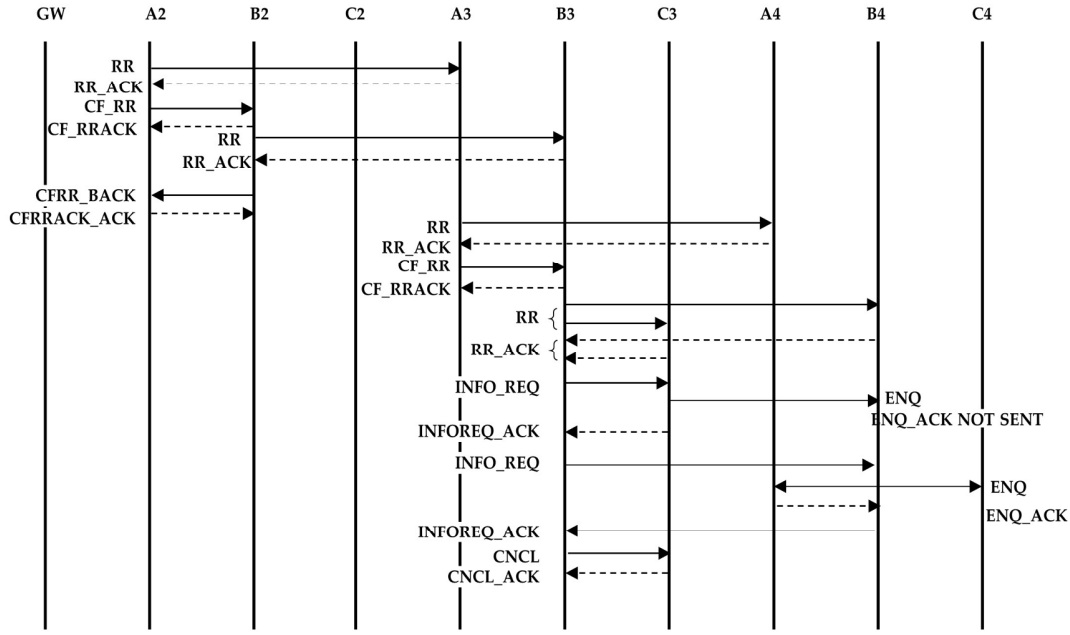 GW A2 B2 C2 A3 B3 C3 A4 B4 C4
RR
RR_ACK
CF_RR
CF_RRACK
RR
RR_ACK
CFRR_BACK
CFRRACK_ACK
RR
RR_ACK
CF_RR
CF_RRACK
RR {
RR_ACK {
INFO_REQ
ENQ
ENQ_ACK NOT SENT
INFOREQ_ACK
INFO_REQ
ENQ
ENQ_ACK
INFOREQ_ACK
CNCL
CNCL_ACK